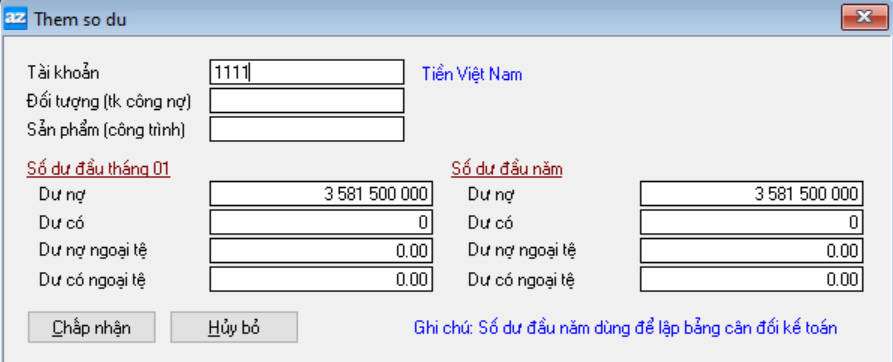 az Them so du
Tài khoản 1111 Tiền Việt Nam
Đối tượng (tk công nợ)
Sản phẩm (công trình)
Số dư đầu tháng 01 Số dư đầu năm
Dư nợ 3 581 500 000 Dư nợ 3 581 500 000
Dư có 0 Dư có 0
Dư nợ ngoại tệ 0.00 Dư nợ ngoại tệ 0.00
Dư có ngoại tệ 0.00 Dư có ngoại tệ 0.00
Chấp nhận Hủy bỏ Ghi chú: Số dư đầu năm dùng để lập bảng cân đối kế toán